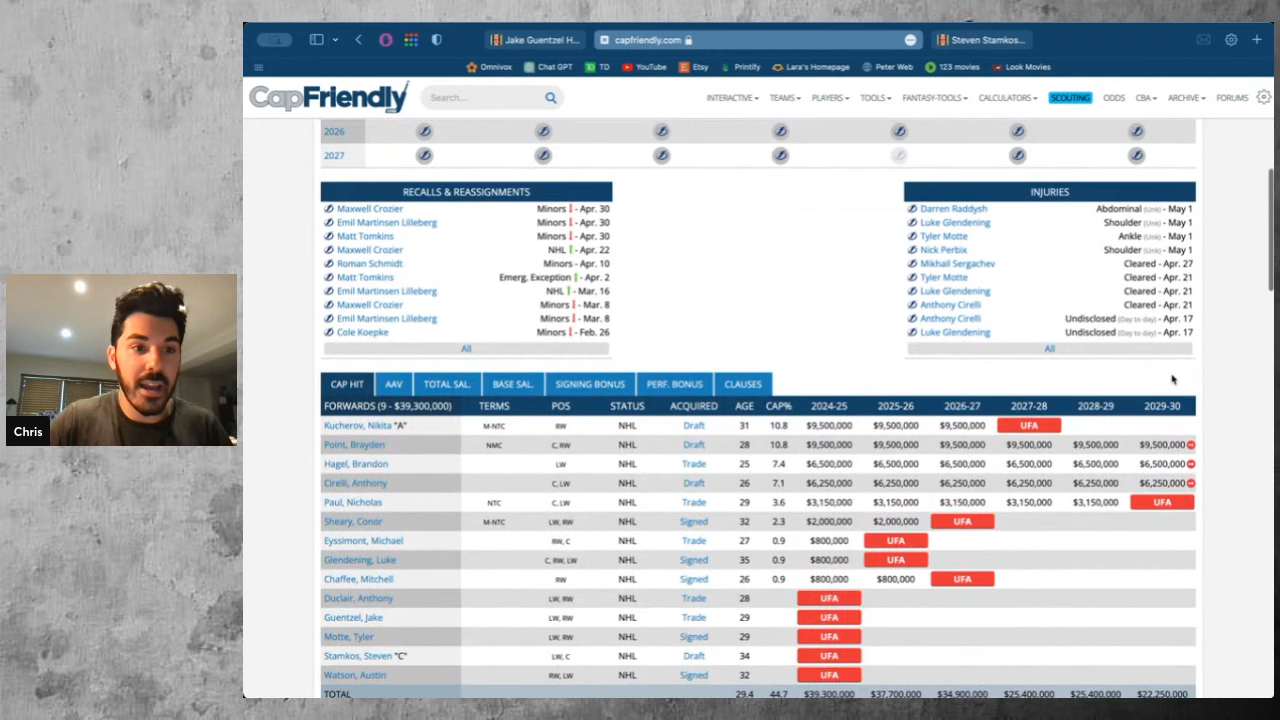 Jake Guentzel H...
capfriendly.com
Steven Stamkos...
Omnivox Chat GPT TD YouTube Etsy Printify Lara's Homepage Peter Web 123 movies Look Movies
CapFriendly Search... INTERACTIVE TEAMS PLAYERS TOOLS FANTASY-TOOLS CALCULATORS SCOUTING ODDS CBA ARCHIVE FORUMS
2026
2027
RECALLS & REASSIGNMENTS
Maxwell Crozier Minors - Apr. 30
Emil Martinsen Lilleberg Minors - Apr. 30
Matt Tomkins Minors - Apr. 30
Maxwell Crozier NHL - Apr. 22
Roman Schmidt Minors - Apr. 10
Matt Tomkins Emerg. Exception - Apr. 2
Emil Martinsen Lilleberg NHL - Mar. 16
Maxwell Crozier Minors - Mar. 8
Emil Martinsen Lilleberg Minors - Mar. 8
Cole Koepke Minors - Feb. 26
All
INJURIES
Darren Raddysh Abdominal (Unk) - May 1
Luke Glendening Shoulder (Unk) - May 1
Tyler Motte Ankle (Unk) - May 1
Nick Perbix Shoulder (Unk) - May 1
Mikhail Sergachev Cleared - Apr. 27
Tyler Motte Cleared - Apr. 21
Luke Glendening Cleared - Apr. 21
Anthony Cirelli Cleared - Apr. 21
Anthony Cirelli Undisclosed (Day to day) - Apr. 17
Luke Glendening Undisclosed (Day to day) - Apr. 17
All
CAP HIT AAV TOTAL SAL. BASE SAL. SIGNING BONUS PERF. BONUS CLAUSES
FORWARDS (9 - $39,300,000) TERMS POS STATUS ACQUIRED AGE CAP% 2024-25 2025-26 2026-27 2027-28 2028-29 2029-30
Kucherov, Nikita "A" M-NTC RW NHL Draft 31 10.8 $9,500,000 $9,500,000 $9,500,000 UFA
Point, Brayden NMC C, RW NHL Draft 28 10.8 $9,500,000 $9,500,000 $9,500,000 $9,500,000 $9,500,000 $9,500,000
Hagel, Brandon LW NHL Trade 25 7.4 $6,500,000 $6,500,000 $6,500,000 $6,500,000 $6,500,000 $6,500,000
Cirelli, Anthony C, LW NHL Draft 26 7.1 $6,250,000 $6,250,000 $6,250,000 $6,250,000 $6,250,000 $6,250,000
Paul, Nicholas NTC C, LW NHL Trade 29 3.6 $3,150,000 $3,150,000 $3,150,000 $3,150,000 $3,150,000 UFA
Sheary, Conor M-NTC LW, RW NHL Signed 32 2.3 $2,000,000 $2,000,000 UFA
Eyssimont, Michael RW, C NHL Trade 27 0.9 $800,000 UFA
Glendening, Luke C, RW, LW NHL Signed 35 0.9 $800,000 UFA
Chaffee, Mitchell RW NHL Signed 26 0.9 $800,000 $800,000 UFA
Duclair, Anthony LW, RW NHL Trade 28 UFA
Guentzel, Jake LW, RW NHL Trade 29 UFA
Motte, Tyler LW, RW NHL Signed 29 UFA
Stamkos, Steven "C" LW, C NHL Draft 34 UFA
Watson, Austin RW, LW NHL Signed 32 UFA
TOTAL 29.4 44.7 $39,300,000 $37,700,000 $34,900,000 $25,400,000 $25,400,000 $22,250,000
Chris